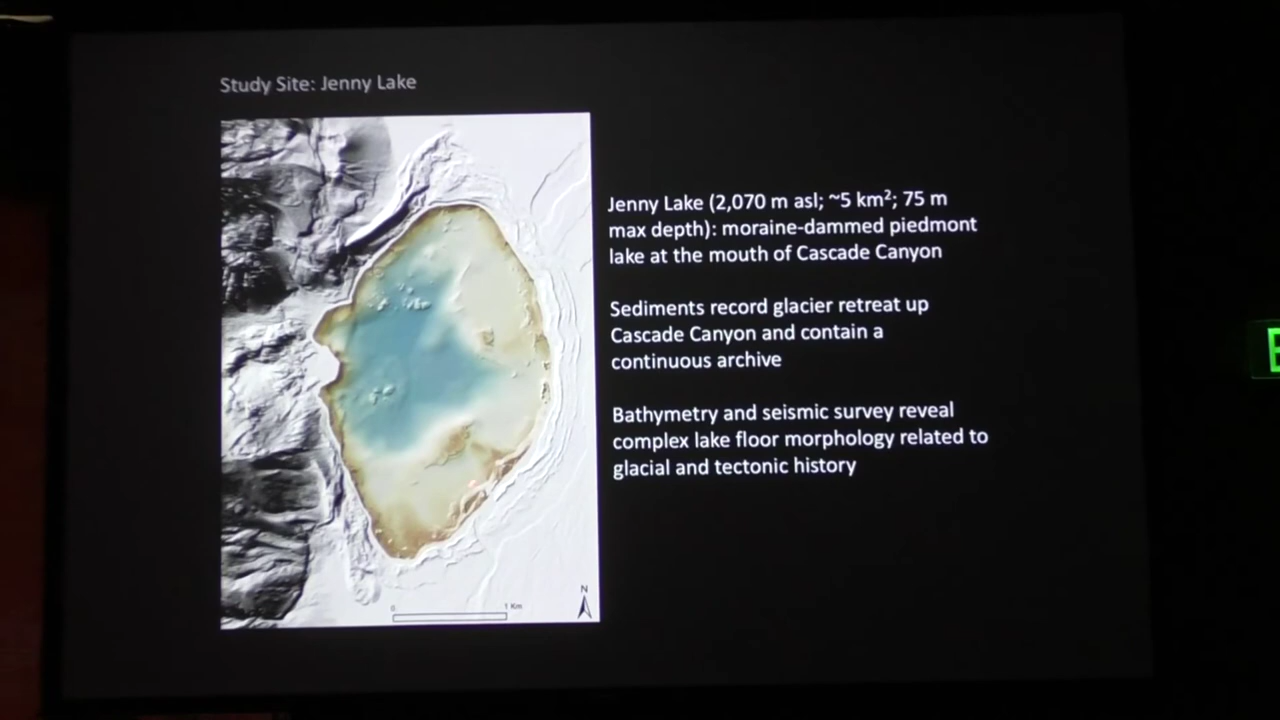 Study Site: Jenny Lake
Jenny Lake (2,070 m asl; ~5 km²; 75 m
max depth): moraine-dammed piedmont
lake at the mouth of Cascade Canyon
Sediments record glacier retreat up
Cascade Canyon and contain a
continuous archive
Bathymetry and seismic survey reveal
complex lake floor morphology related to
glacial and tectonic history
N
0 1 Km
E